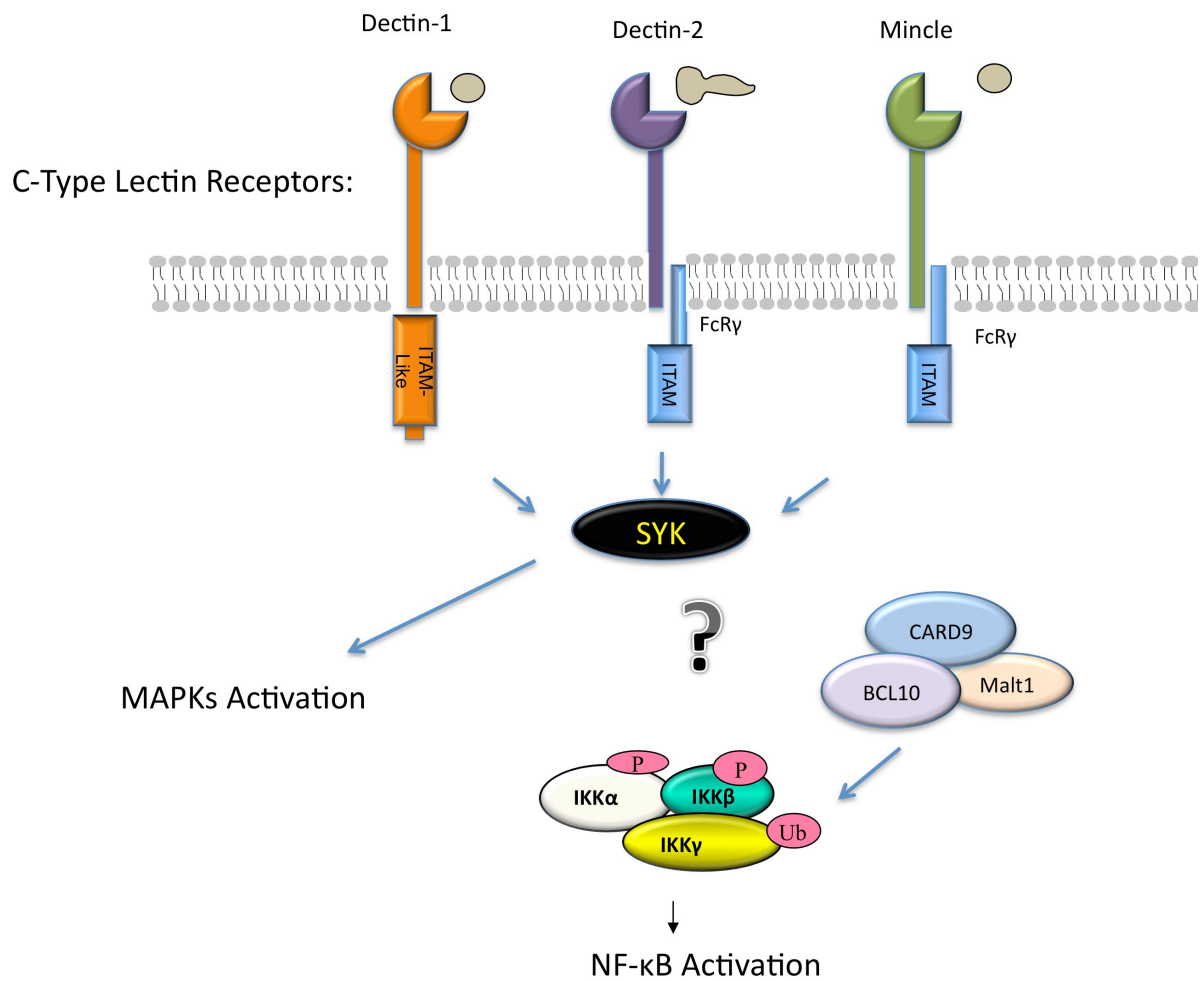 Dectin-1
Dectin-2
Mincle
C-Type Lectin Receptors:
FcRγ
FcRγ
ITAM-
Like
ITAM
ITAM
SYK
?
CARD9
BCL10
Malt1
MAPKs Activation
P
P
IKKα
IKKβ
Ub
IKKγ
NF-κB Activation